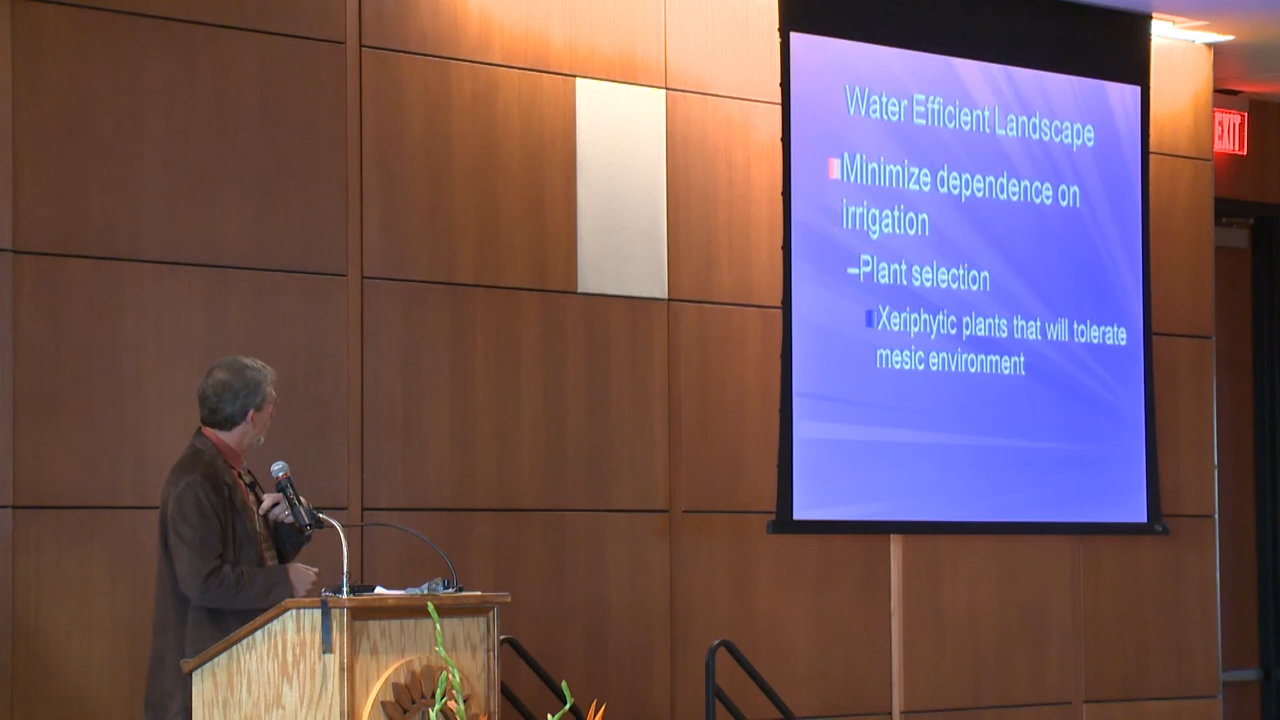 Water Efficient Landscape
Minimize dependence on
irrigation
–Plant selection
Xeriphytic plants that will tolerate
mesic environment
EXIT